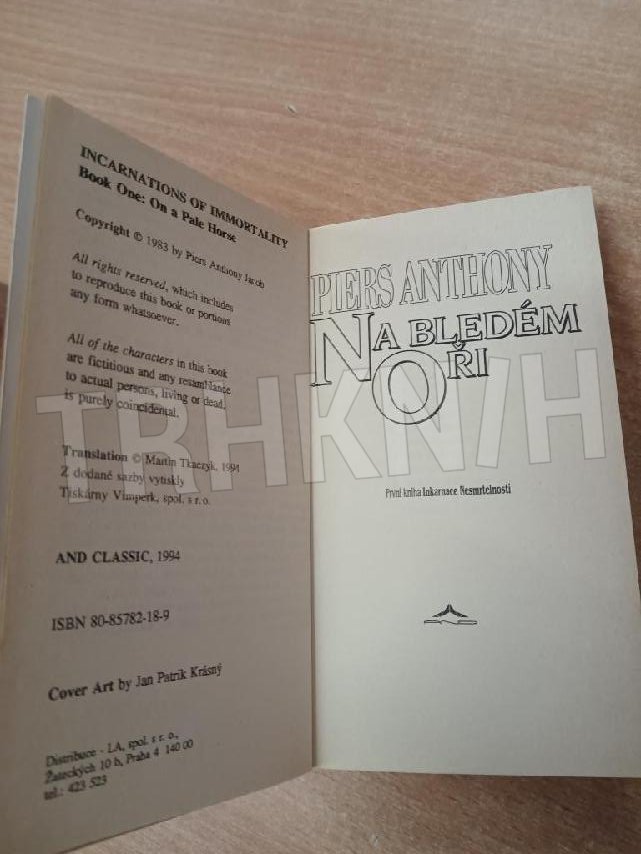 INCARNATIONS OF IMMORTALITY
Book One: On a Pale Horse
Copyright © 1983 by Piers Anthony Jacob
All rights reserved, which includes
to reproduce this book or portions
any form whatsoever.
All of the characters in this book
are fictitious and any resamblance
to actual persons, living or dead,
is purely coincidental.
Translation © Martin Tkaczyk, 1994
Z dodané sazby vytiskly
Tiskárny Vimperk, spol. s r. o.
AND CLASSIC, 1994
ISBN 80-85782-18-9
Cover Art by Jan Patrik Krásný
Distribuce - LA, spol. s r. o.,
Žateckých 10 b, Praha 4 140 00
tel.: 423 523
PIERS ANTHONY
NA BLEDÉM
OŘI
První kniha Inkarnace Nesmrtelnosti
TRHKNIH